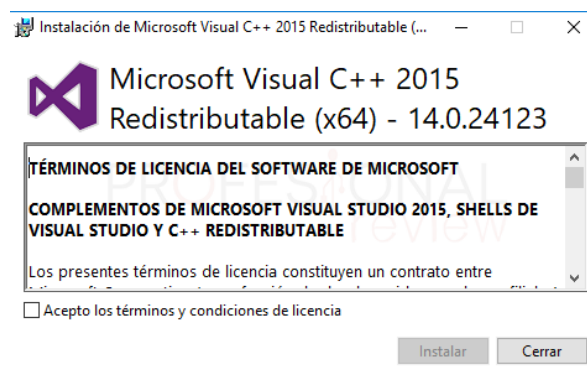 Instalación de Microsoft Visual C++ 2015 Redistributable (...
Microsoft Visual C++ 2015
Redistributable (x64) - 14.0.24123
TÉRMINOS DE LICENCIA DEL SOFTWARE DE MICROSOFT
PROFESIONAL
review
COMPLEMENTOS DE MICROSOFT VISUAL STUDIO 2015, SHELLS DE
VISUAL STUDIO Y C++ REDISTRIBUTABLE
Los presentes términos de licencia constituyen un contrato entre
Acepto los términos y condiciones de licencia
Instalar
Cerrar